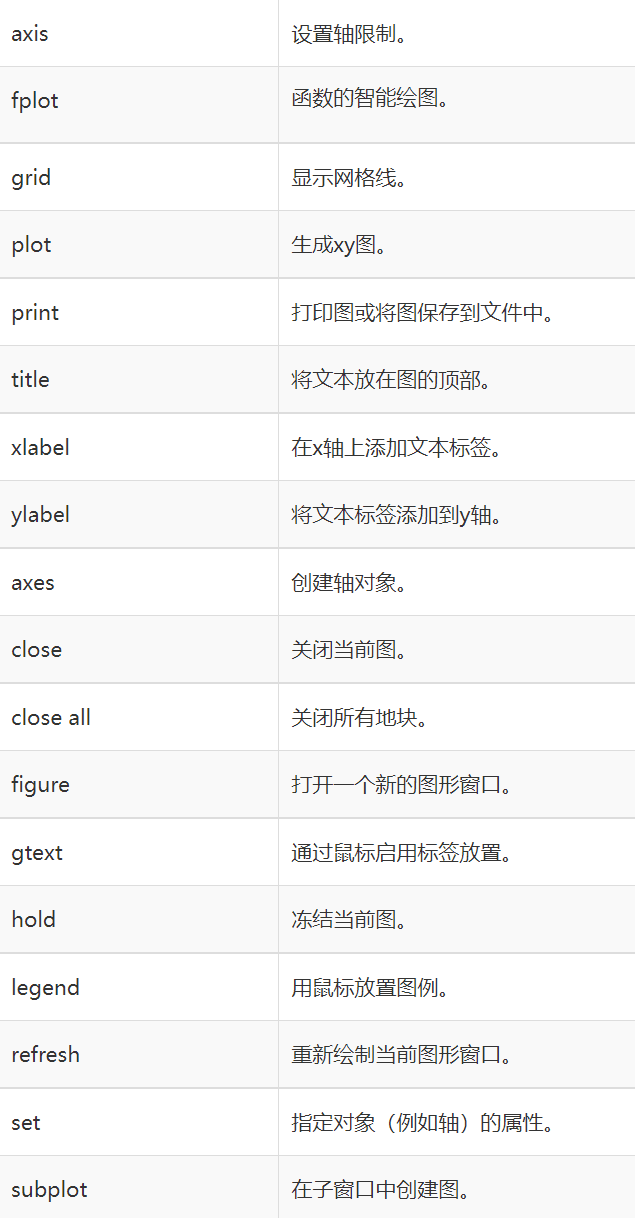 axis 设置轴限制。
fplot 函数的智能绘图。
grid 显示网格线。
plot 生成xy图。
print 打印图或将图保存到文件中。
title 将文本放在图的顶部。
xlabel 在x轴上添加文本标签。
ylabel 将文本标签添加到y轴。
axes 创建轴对象。
close 关闭当前图。
close all 关闭所有地块。
figure 打开一个新的图形窗口。
gtext 通过鼠标启用标签放置。
hold 冻结当前图。
legend 用鼠标放置图例。
refresh 重新绘制当前图形窗口。
set 指定对象（例如轴）的属性。
subplot 在子窗口中创建图。